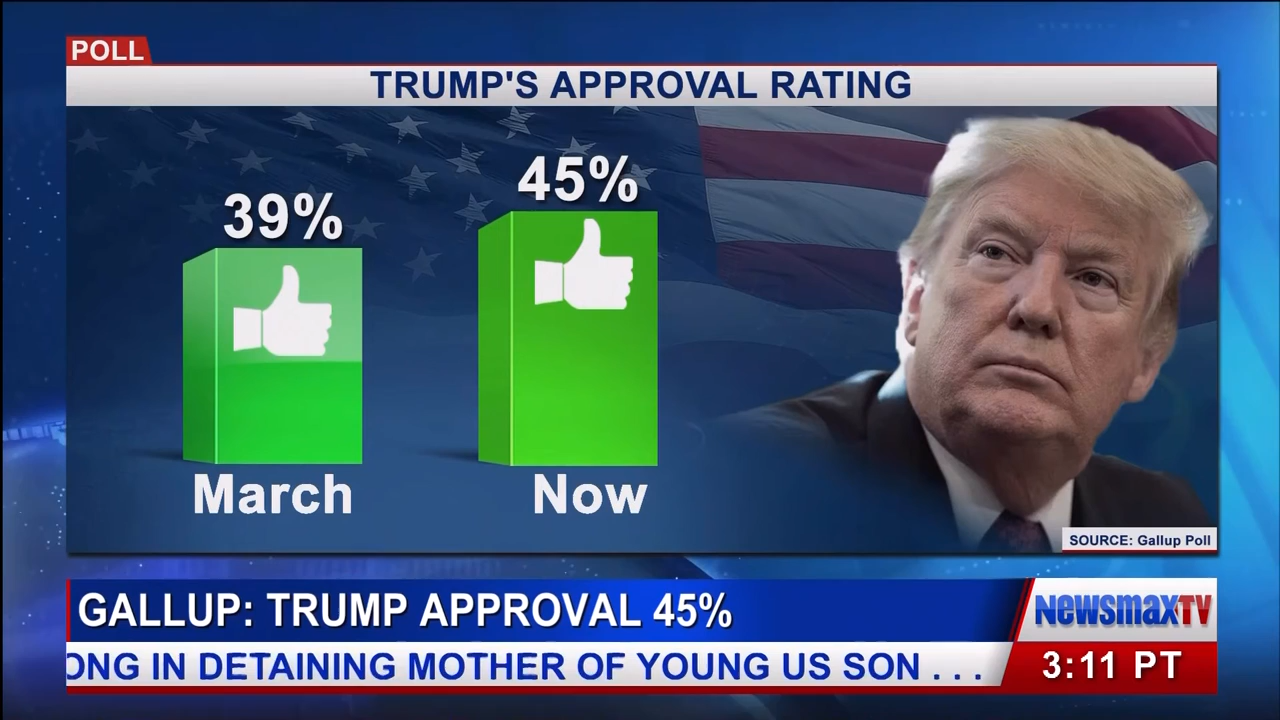 POLL
TRUMP'S APPROVAL RATING
39%
45%
March
Now
SOURCE: Gallup Poll
GALLUP: TRUMP APPROVAL 45%
NEWSMAXTV
ONG IN DETAINING MOTHER OF YOUNG US SON . . .
3:11 PT